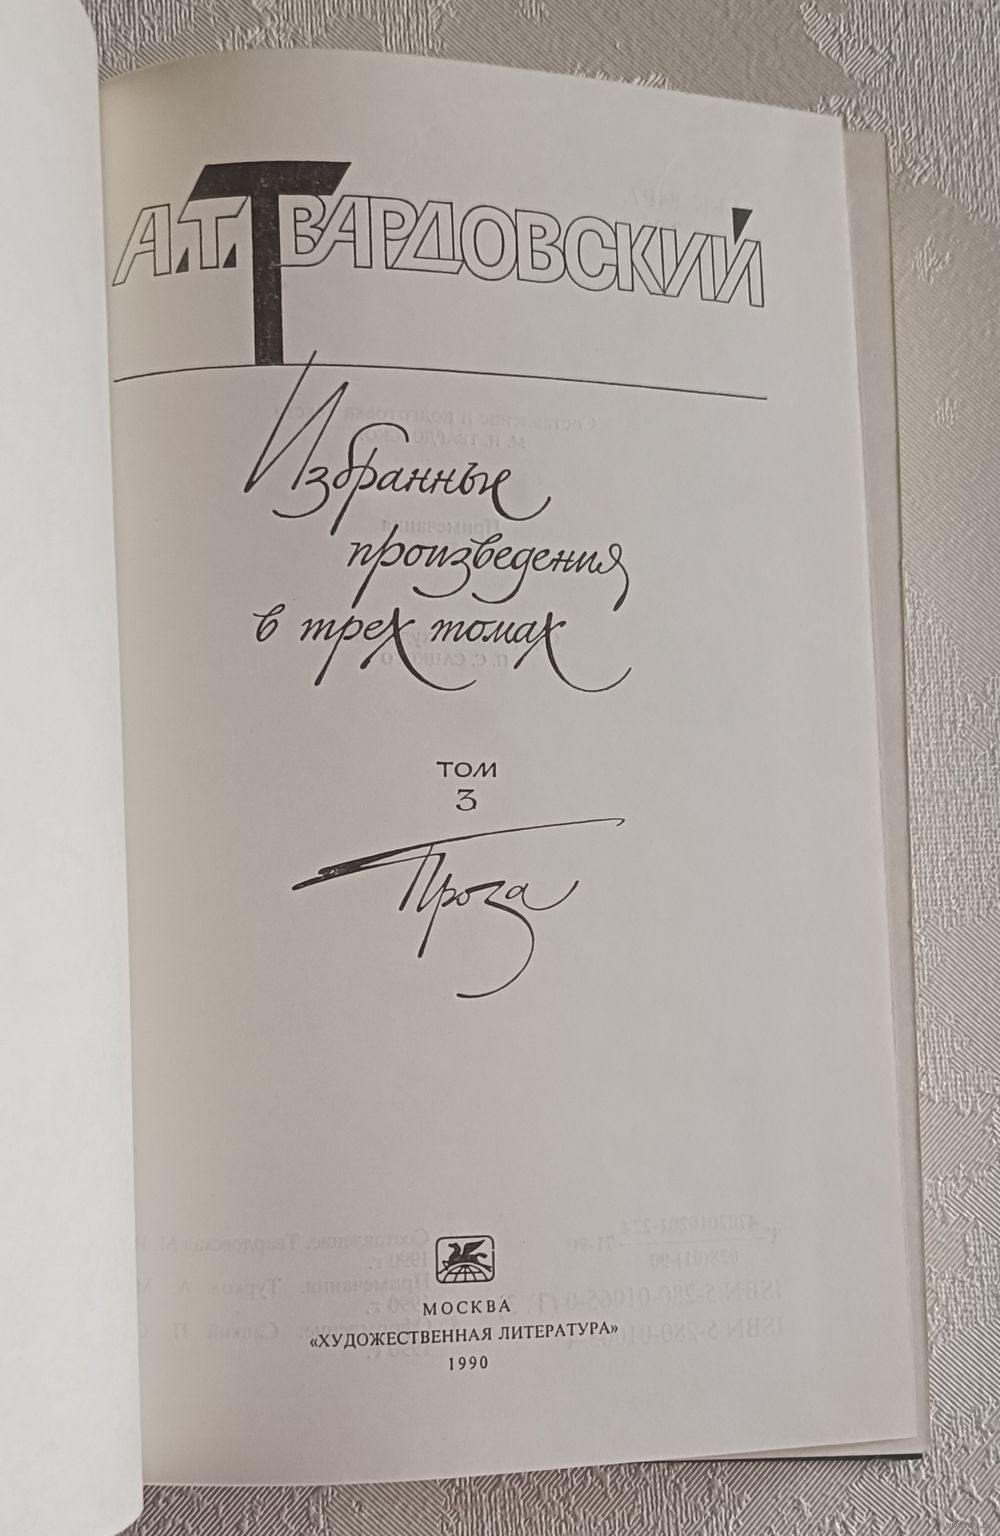 А.Т. ТВАРДОВСКИЙ
Избранные
произведения
в трех томах
ТОМ
3
Проза
МОСКВА
«ХУДОЖЕСТВЕННАЯ ЛИТЕРАТУРА»
1990